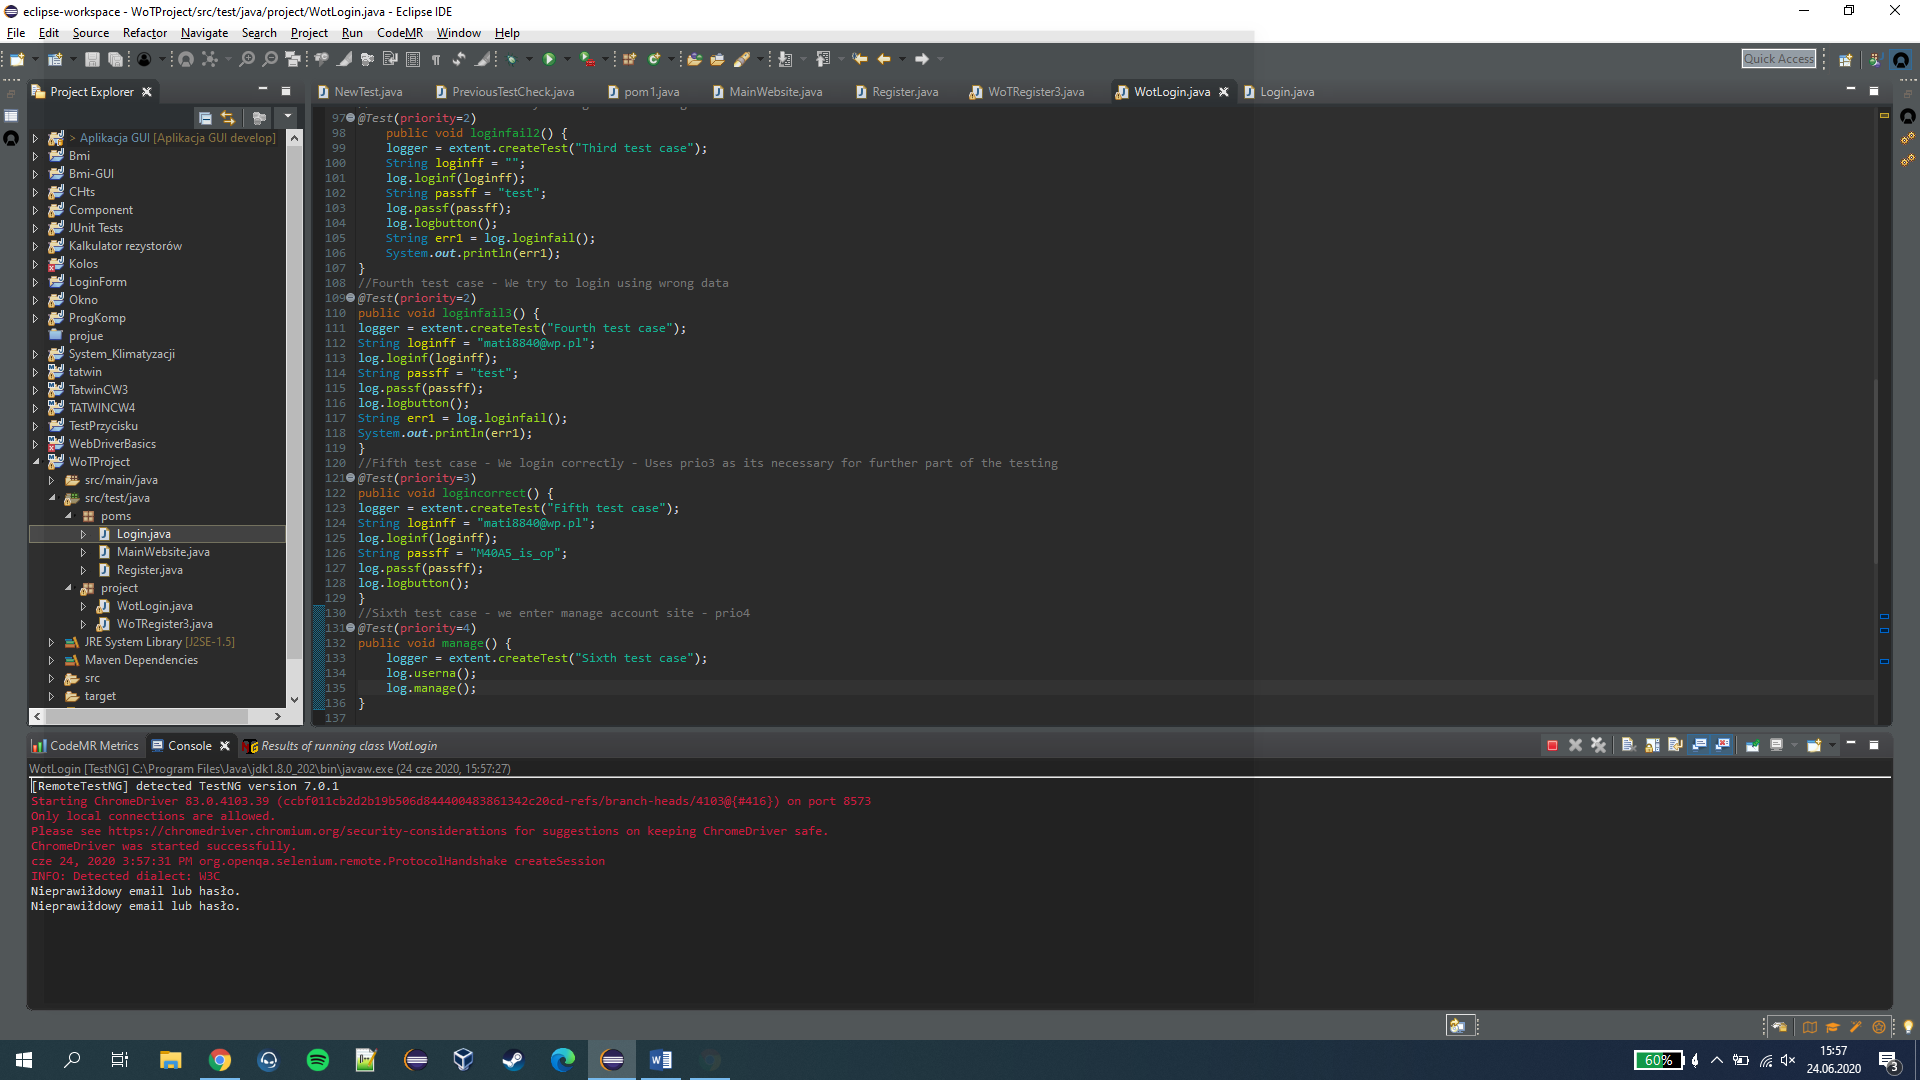 eclipse-workspace - WoTProject/src/test/java/project/WotLogin.java - Eclipse IDE
File Edit Source Refactor Navigate Search Project Run CodeMR Window Help
Quick Access
Project Explorer
NewTest.java PreviousTestCheck.java pom1.java MainWebsite.java Register.java WoTRegister3.java WotLogin.java Login.java
> Aplikacja GUI [Aplikacja GUI develop]
Bmi
Bmi-GUI
CHts
Component
JUnit Tests
Kalkulator rezystorów
Kolos
LoginForm
Okno
ProgKomp
projue
System_Klimatyzacji
tatwin
TatwinCW3
TATWINCW4
TestPrzycisku
WebDriverBasics
WoTProject
src/main/java
src/test/java
poms
Login.java
MainWebsite.java
Register.java
project
WotLogin.java
WoTRegister3.java
JRE System Library [J2SE-1.5]
Maven Dependencies
src
target
97 @Test(priority=2)
98 public void loginfail2() {
99 logger = extent.createTest("Third test case");
100 String loginff = "";
101 log.loginf(loginff);
102 String passff = "test";
103 log.passf(passff);
104 log.logbutton();
105 String err1 = log.loginfail();
106 System.out.println(err1);
107 }
108 //Fourth test case - We try to login using wrong data
109 @Test(priority=2)
110 public void loginfail3() {
111 logger = extent.createTest("Fourth test case");
112 String loginff = "mati8840@wp.pl";
113 log.loginf(loginff);
114 String passff = "test";
115 log.passf(passff);
116 log.logbutton();
117 String err1 = log.loginfail();
118 System.out.println(err1);
119 }
120 //Fifth test case - We login correctly - Uses prio3 as its necessary for further part of the testing
121 @Test(priority=3)
122 public void logincorrect() {
123 logger = extent.createTest("Fifth test case");
124 String loginff = "mati8840@wp.pl";
125 log.loginf(loginff);
126 String passff = "M40A5_is_op";
127 log.passf(passff);
128 log.logbutton();
129 }
130 //Sixth test case - we enter manage account site - prio4
131 @Test(priority=4)
132 public void manage() {
133 logger = extent.createTest("Sixth test case");
134 log.userna();
135 log.manage();
136 }
137
CodeMR Metrics Console Results of running class WotLogin
WotLogin [TestNG] C:\Program Files\Java\jdk1.8.0_202\bin\javaw.exe (24 cze 2020, 15:57:27)
[RemoteTestNG] detected TestNG version 7.0.1
Starting ChromeDriver 83.0.4103.39 (ccbf011cb2d2b19b506d844400483861342c20cd-refs/branch-heads/4103@{#416}) on port 8573
Only local connections are allowed.
Please see https://chromedriver.chromium.org/security-considerations for suggestions on keeping ChromeDriver safe.
ChromeDriver was started successfully.
cze 24, 2020 3:57:31 PM org.openqa.selenium.remote.ProtocolHandshake createSession
INFO: Detected dialect: W3C
Nieprawiłdowy email lub hasło.
Nieprawiłdowy email lub hasło.
60%
15:57
24.06.2020
3